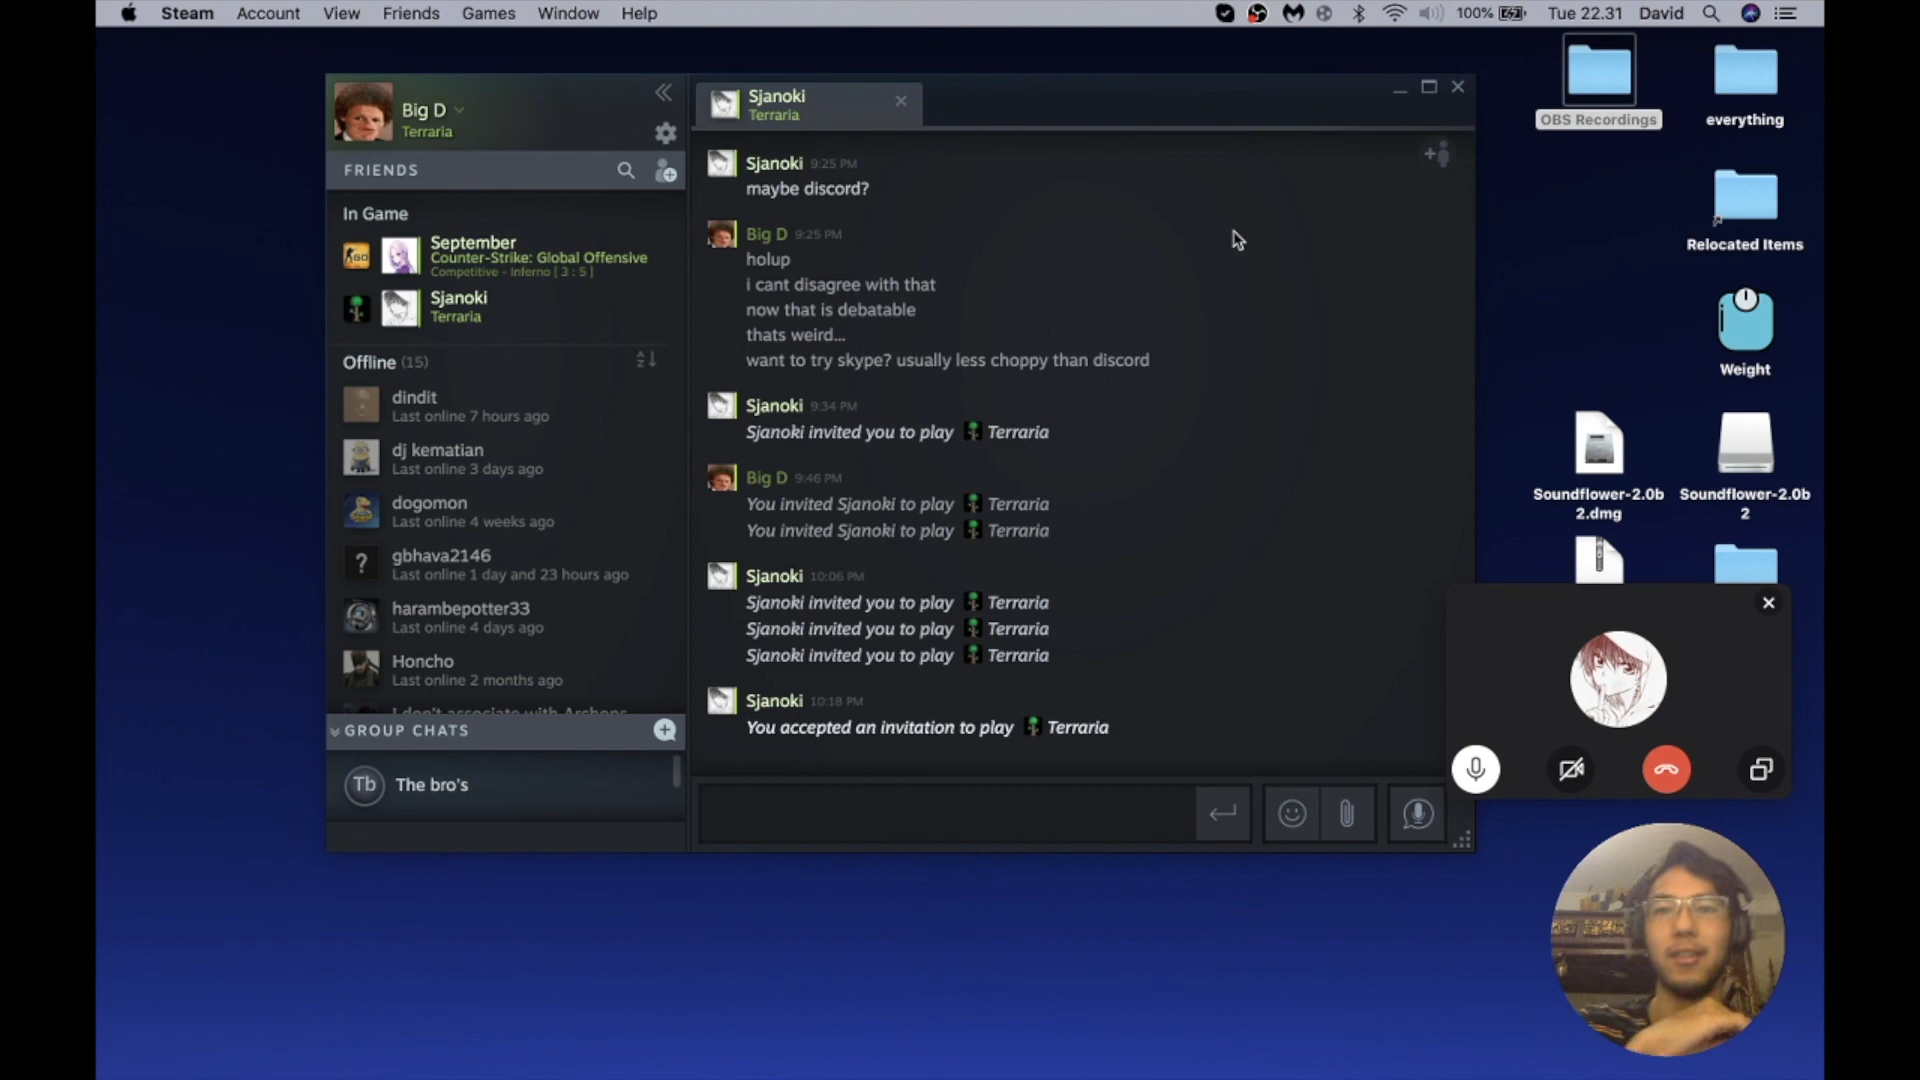 Steam Account View Friends Games Window Help 100% Tue 22.31 David
Big D
Terraria
FRIENDS
In Game
September
Counter-Strike: Global Offensive
Competitive - Inferno [ 3 : 5 ]
Sjanoki
Terraria
Offline (15)
dindit
Last online 7 hours ago
dj kematian
Last online 3 days ago
dogomon
Last online 4 weeks ago
?
gbhava2146
Last online 1 day and 23 hours ago
harambepotter33
Last online 4 days ago
Honcho
Last online 2 months ago
I don't associate with
GROUP CHATS
Tb The bro's
Sjanoki
Terraria
Sjanoki 9:25 PM
maybe discord?
Big D 9:25 PM
holup
i cant disagree with that
now that is debatable
thats weird...
want to try skype? usually less choppy than discord
Sjanoki 9:34 PM
Sjanoki invited you to play Terraria
Big D 9:46 PM
You invited Sjanoki to play Terraria
You invited Sjanoki to play Terraria
Sjanoki 10:06 PM
Sjanoki invited you to play Terraria
Sjanoki invited you to play Terraria
Sjanoki invited you to play Terraria
Sjanoki 10:18 PM
You accepted an invitation to play Terraria
OBS Recordings
everything
Relocated Items
Weight
Soundflower-2.0b
2.dmg
Soundflower-2.0b
2